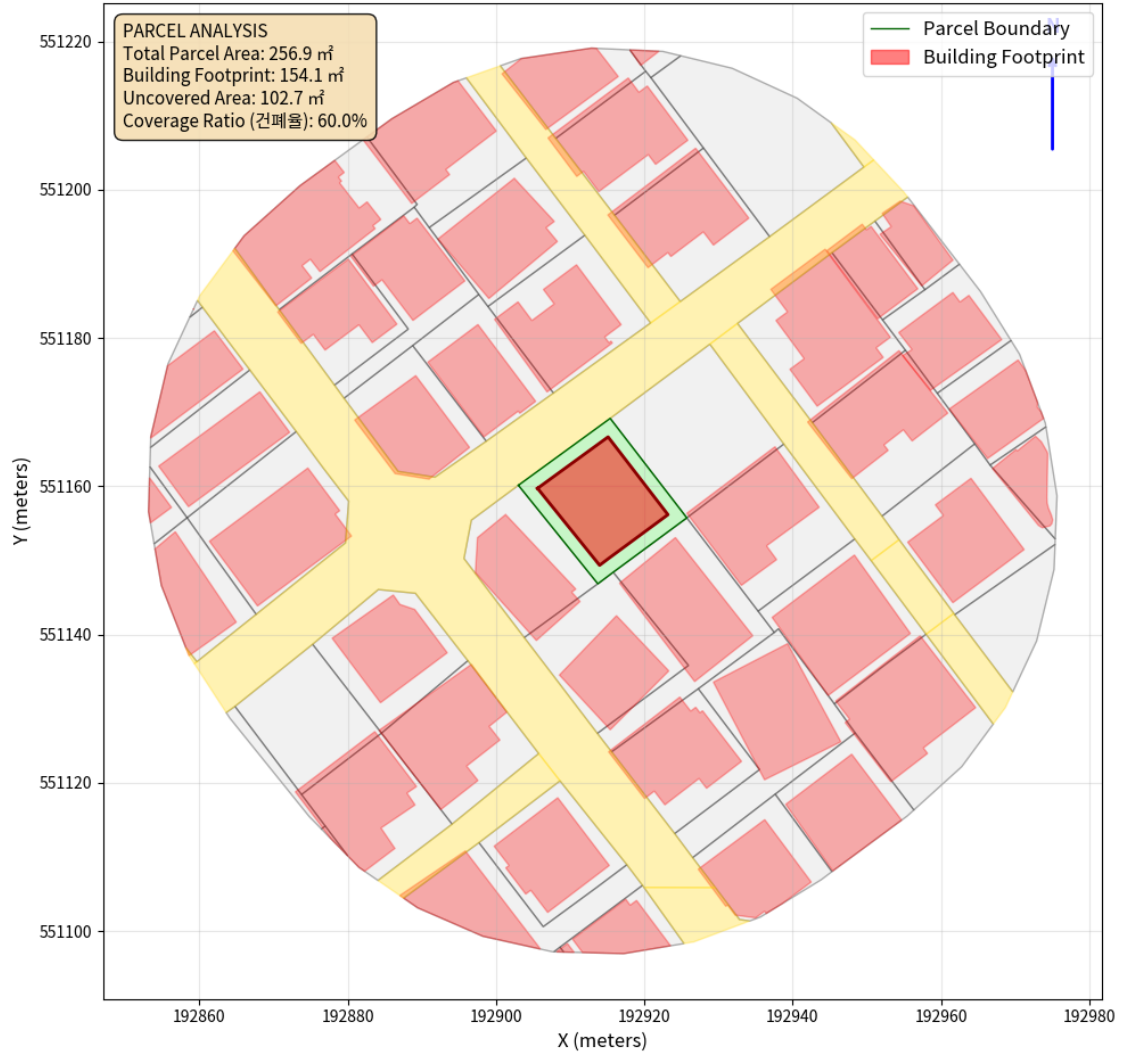 PARCEL ANALYSIS
Total Parcel Area: 256.9 ㎡
Building Footprint: 154.1 ㎡
Uncovered Area: 102.7 ㎡
Coverage Ratio (건폐율): 60.0%
Parcel Boundary
Building Footprint
N
551220
551200
551180
551160
551140
551120
551100
Y (meters)
192860
192880
192900
192920
192940
192960
192980
X (meters)